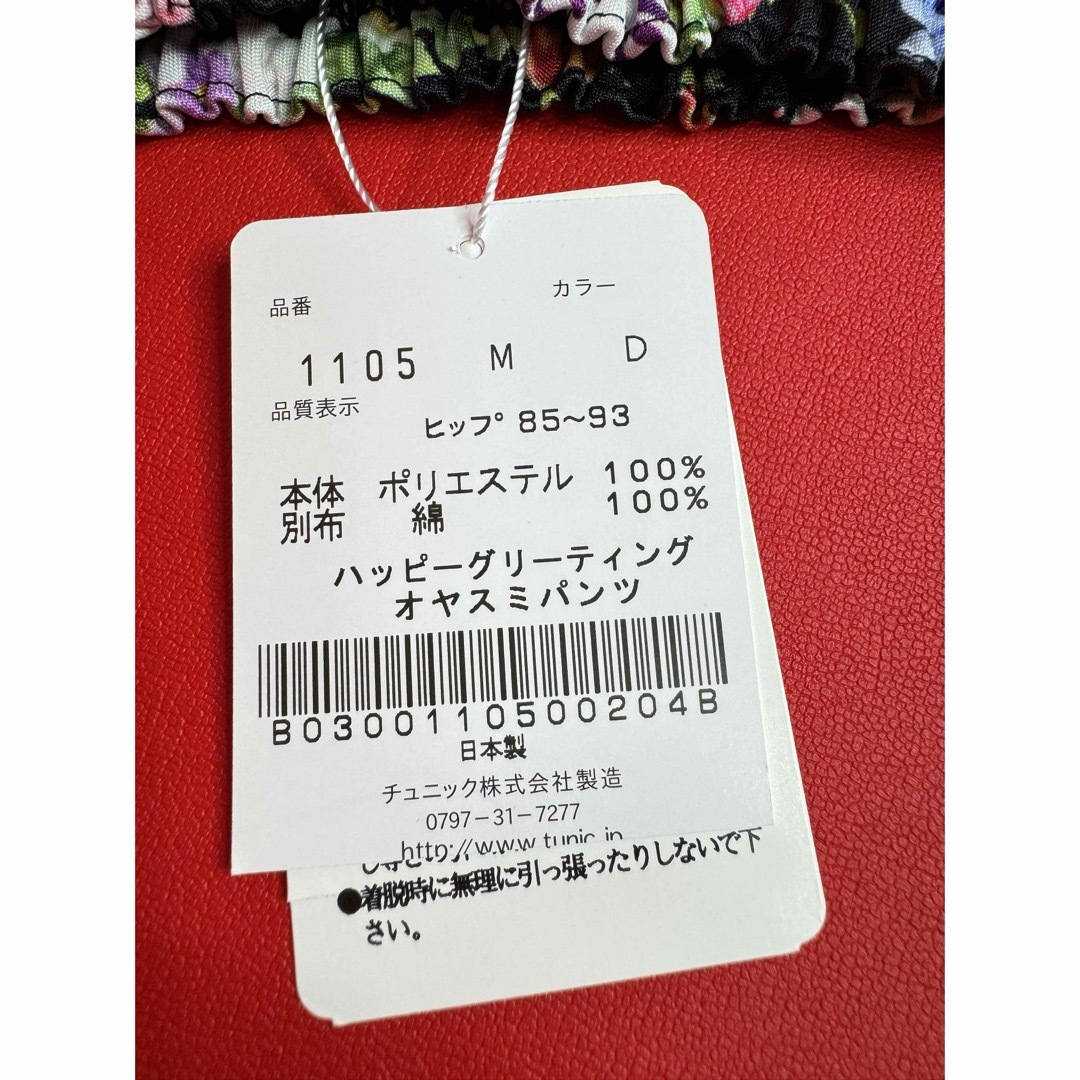 品番 カラー
1105 M D
品質表示
ヒップ 85~93
本体 ポリエステル 100%
別布 綿 100%
ハッピーグリーティング
オヤスミパンツ
B0300110500204B
日本製
チュニック株式会社製造
0797-31-7277
http://www.tunic.jp
●着脱時に無理に引っ張ったりしないで下
さい。